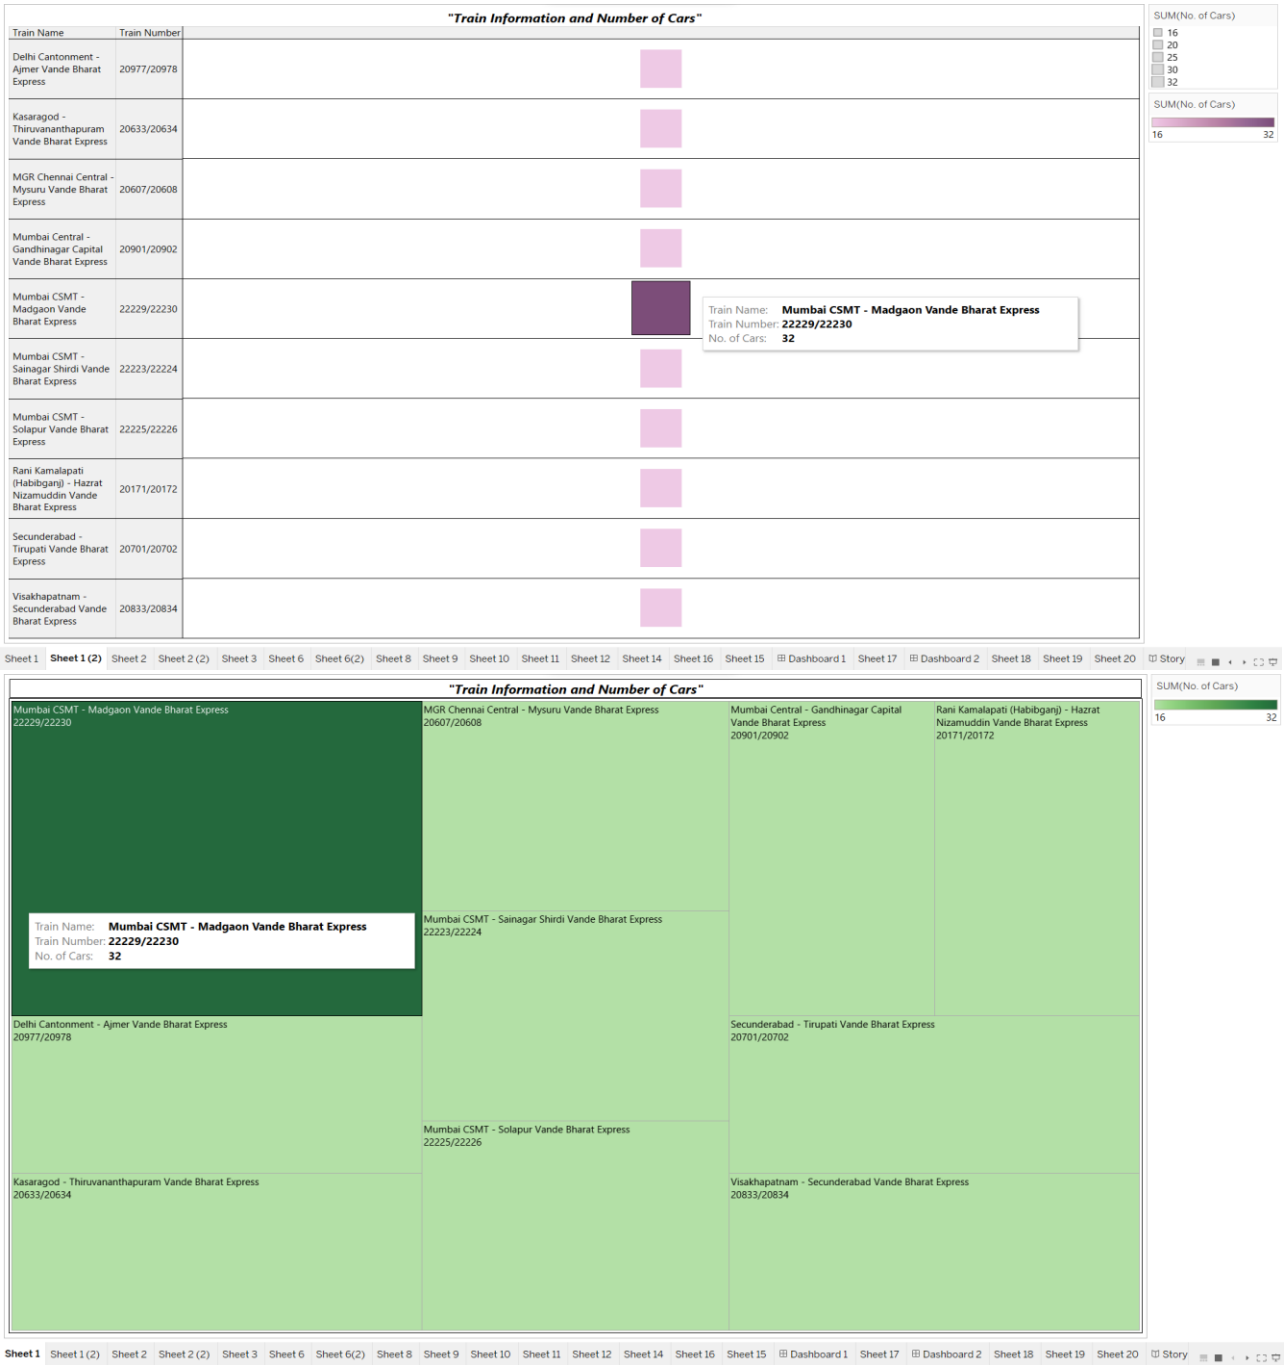 "Train Information and Number of Cars"
Train Name Train Number
Delhi Cantonment -
Ajmer Vande Bharat
Express
20977/20978
Kasaragod -
Thiruvananthapuram
Vande Bharat Express
20633/20634
MGR Chennai Central -
Mysuru Vande Bharat
Express
20607/20608
Mumbai Central -
Gandhinagar Capital
Vande Bharat Express
20901/20902
Mumbai CSMT -
Madgaon Vande
Bharat Express
22229/22230
Train Name: Mumbai CSMT - Madgaon Vande Bharat Express
Train Number: 22229/22230
No. of Cars: 32
Mumbai CSMT -
Sainagar Shirdi Vande
Bharat Express
22223/22224
Mumbai CSMT -
Solapur Vande Bharat
Express
22225/22226
Rani Kamalapati
(Habibganj) - Hazrat
Nizamuddin Vande
Bharat Express
20171/20172
Secunderabad -
Tirupati Vande Bharat
Express
20701/20702
Visakhapatnam -
Secunderabad Vande
Bharat Express
20833/20834
SUM(No. of Cars)
16
20
25
30
32
SUM(No. of Cars)
16 32
Sheet 1 Sheet 1 (2) Sheet 2 Sheet 2 (2) Sheet 3 Sheet 6 Sheet 6(2) Sheet 8 Sheet 9 Sheet 10 Sheet 11 Sheet 12 Sheet 14 Sheet 16 Sheet 15 Dashboard 1 Sheet 17 Dashboard 2 Sheet 18 Sheet 19 Sheet 20 Story
"Train Information and Number of Cars"
Mumbai CSMT - Madgaon Vande Bharat Express
22229/22230
Train Name: Mumbai CSMT - Madgaon Vande Bharat Express
Train Number: 22229/22230
No. of Cars: 32
Delhi Cantonment - Ajmer Vande Bharat Express
20977/20978
Kasaragod - Thiruvananthapuram Vande Bharat Express
20633/20634
MGR Chennai Central - Mysuru Vande Bharat Express
20607/20608
Mumbai CSMT - Sainagar Shirdi Vande Bharat Express
22223/22224
Mumbai CSMT - Solapur Vande Bharat Express
22225/22226
Mumbai Central - Gandhinagar Capital
Vande Bharat Express
20901/20902
Rani Kamalapati (Habibganj) - Hazrat
Nizamuddin Vande Bharat Express
20171/20172
Secunderabad - Tirupati Vande Bharat Express
20701/20702
Visakhapatnam - Secunderabad Vande Bharat Express
20833/20834
SUM(No. of Cars)
16 32
Sheet 1 Sheet 1 (2) Sheet 2 Sheet 2 (2) Sheet 3 Sheet 6 Sheet 6(2) Sheet 8 Sheet 9 Sheet 10 Sheet 11 Sheet 12 Sheet 14 Sheet 16 Sheet 15 Dashboard 1 Sheet 17 Dashboard 2 Sheet 18 Sheet 19 Sheet 20 Story